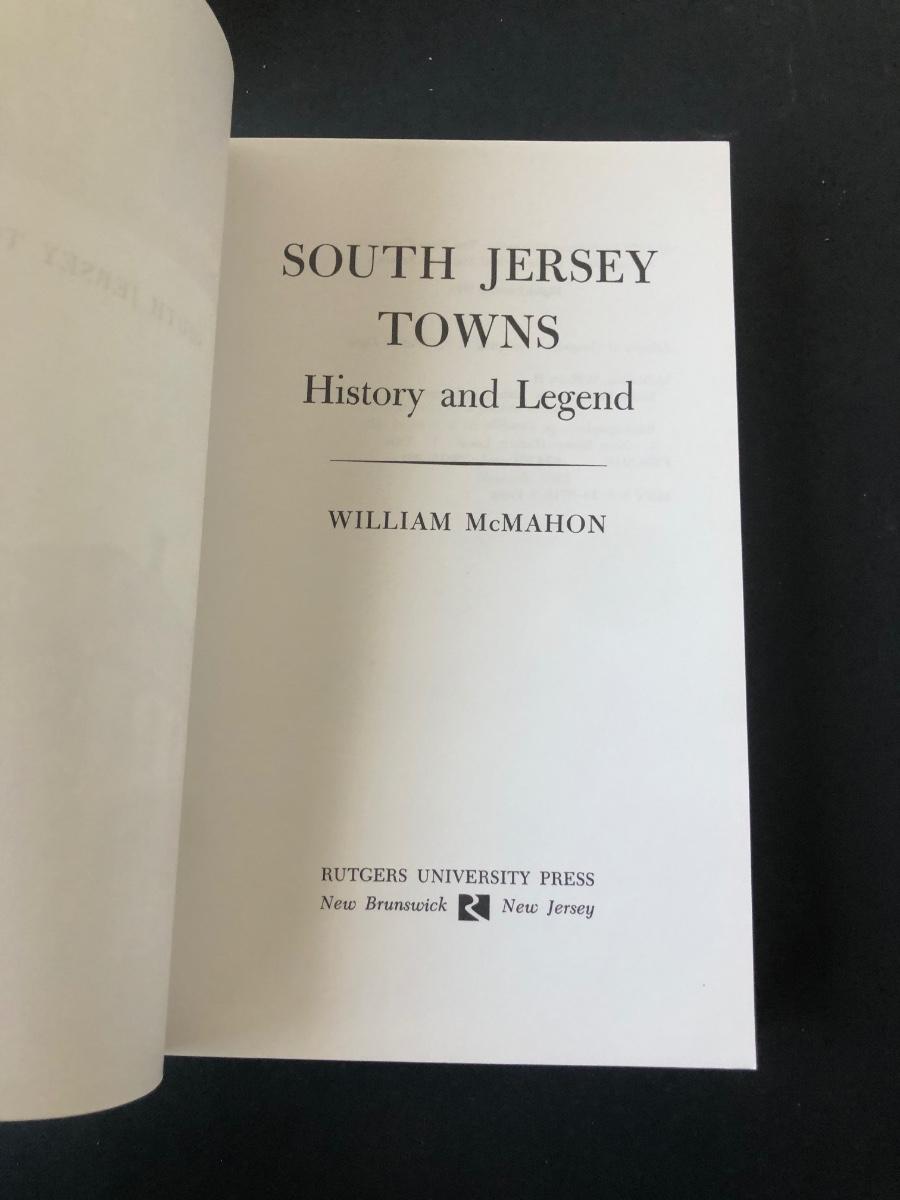 SOUTH JERSEY
TOWNS
History and Legend
WILLIAM McMAHON
RUTGERS UNIVERSITY PRESS
New Brunswick New Jersey